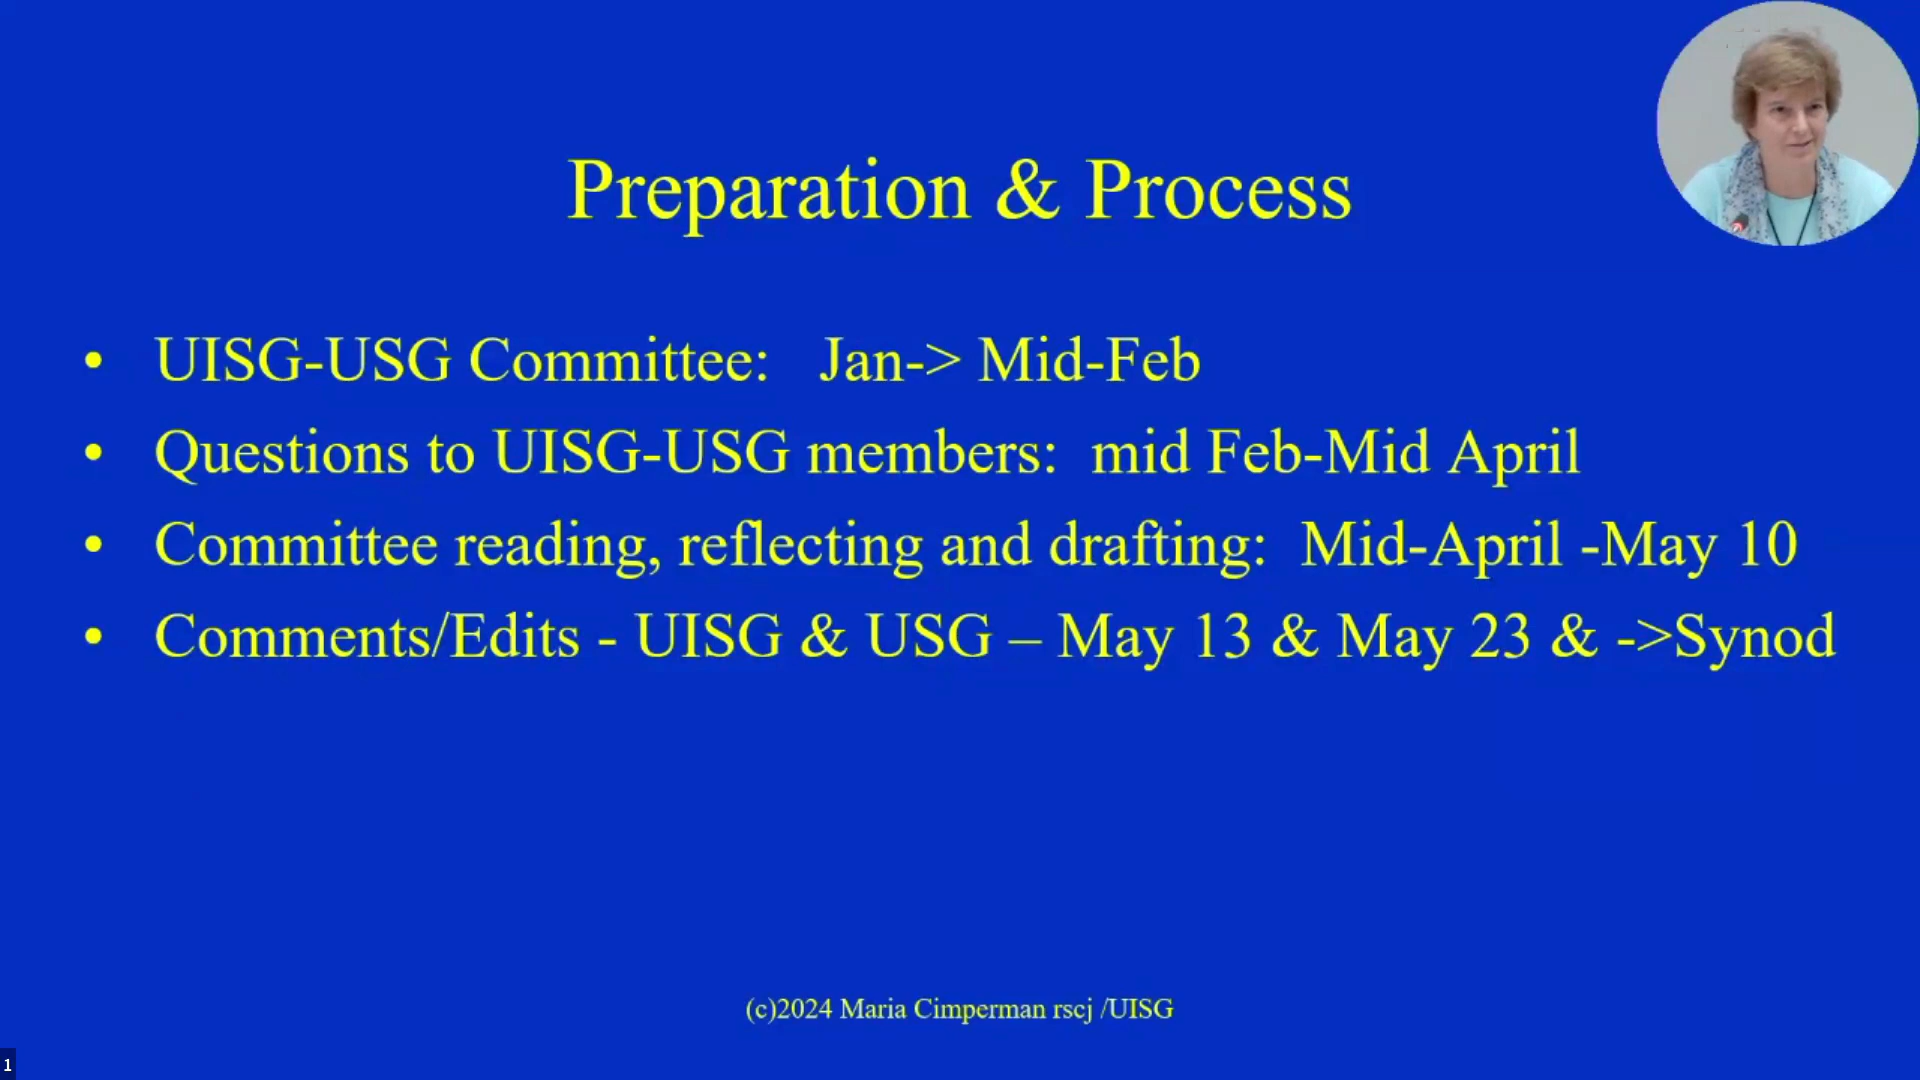 Preparation & Process
• UISG-USG Committee: Jan-> Mid-Feb
• Questions to UISG-USG members: mid Feb-Mid April
• Committee reading, reflecting and drafting: Mid-April -May 10
• Comments/Edits - UISG & USG – May 13 & May 23 & ->Synod
(c)2024 Maria Cimperman rscj /UISG
1